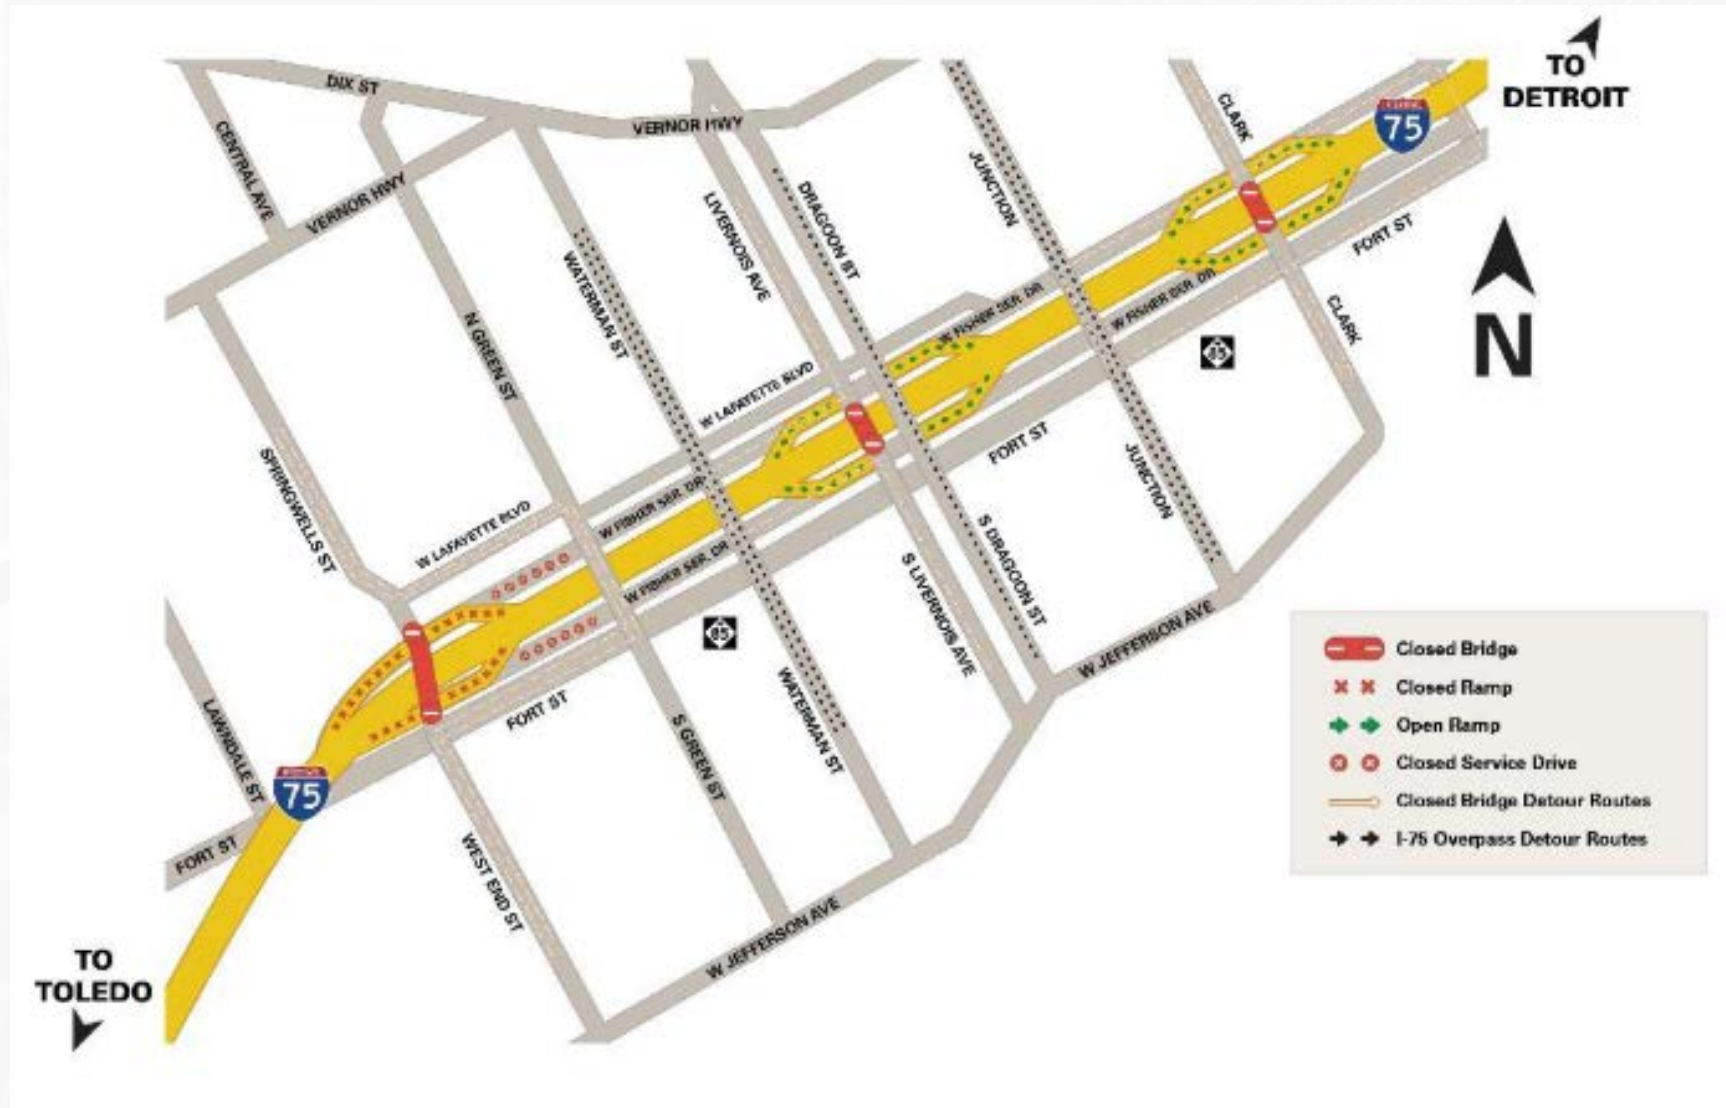 TO
DETROIT
75
DIX ST
VERNOR HWY
CENTRAL AVE
VERNOR HWY
CLARK
JUNCTION
DRAGOON ST
LIVERNOIS AVE
WATERMAN ST
N GREEN ST
FORT ST
W FISHER SER. DR
W FISHER SER. DR
CLARK
N
85
W LAFAYETTE BLVD
SPRINGWELLS ST
W LAFAYETTE BLVD
W FISHER SER. DR
FORT ST
JUNCTION
W FISHER SER. DR
S DRAGOON ST
S LIVERNOIS AVE
85
W JEFFERSON AVE
WATERMAN ST
FORT ST
S GREEN ST
LAWNDALE ST
75
FORT ST
WEST END ST
W JEFFERSON AVE
TO
TOLEDO
Closed Bridge
Closed Ramp
Open Ramp
Closed Service Drive
Closed Bridge Detour Routes
I-75 Overpass Detour Routes